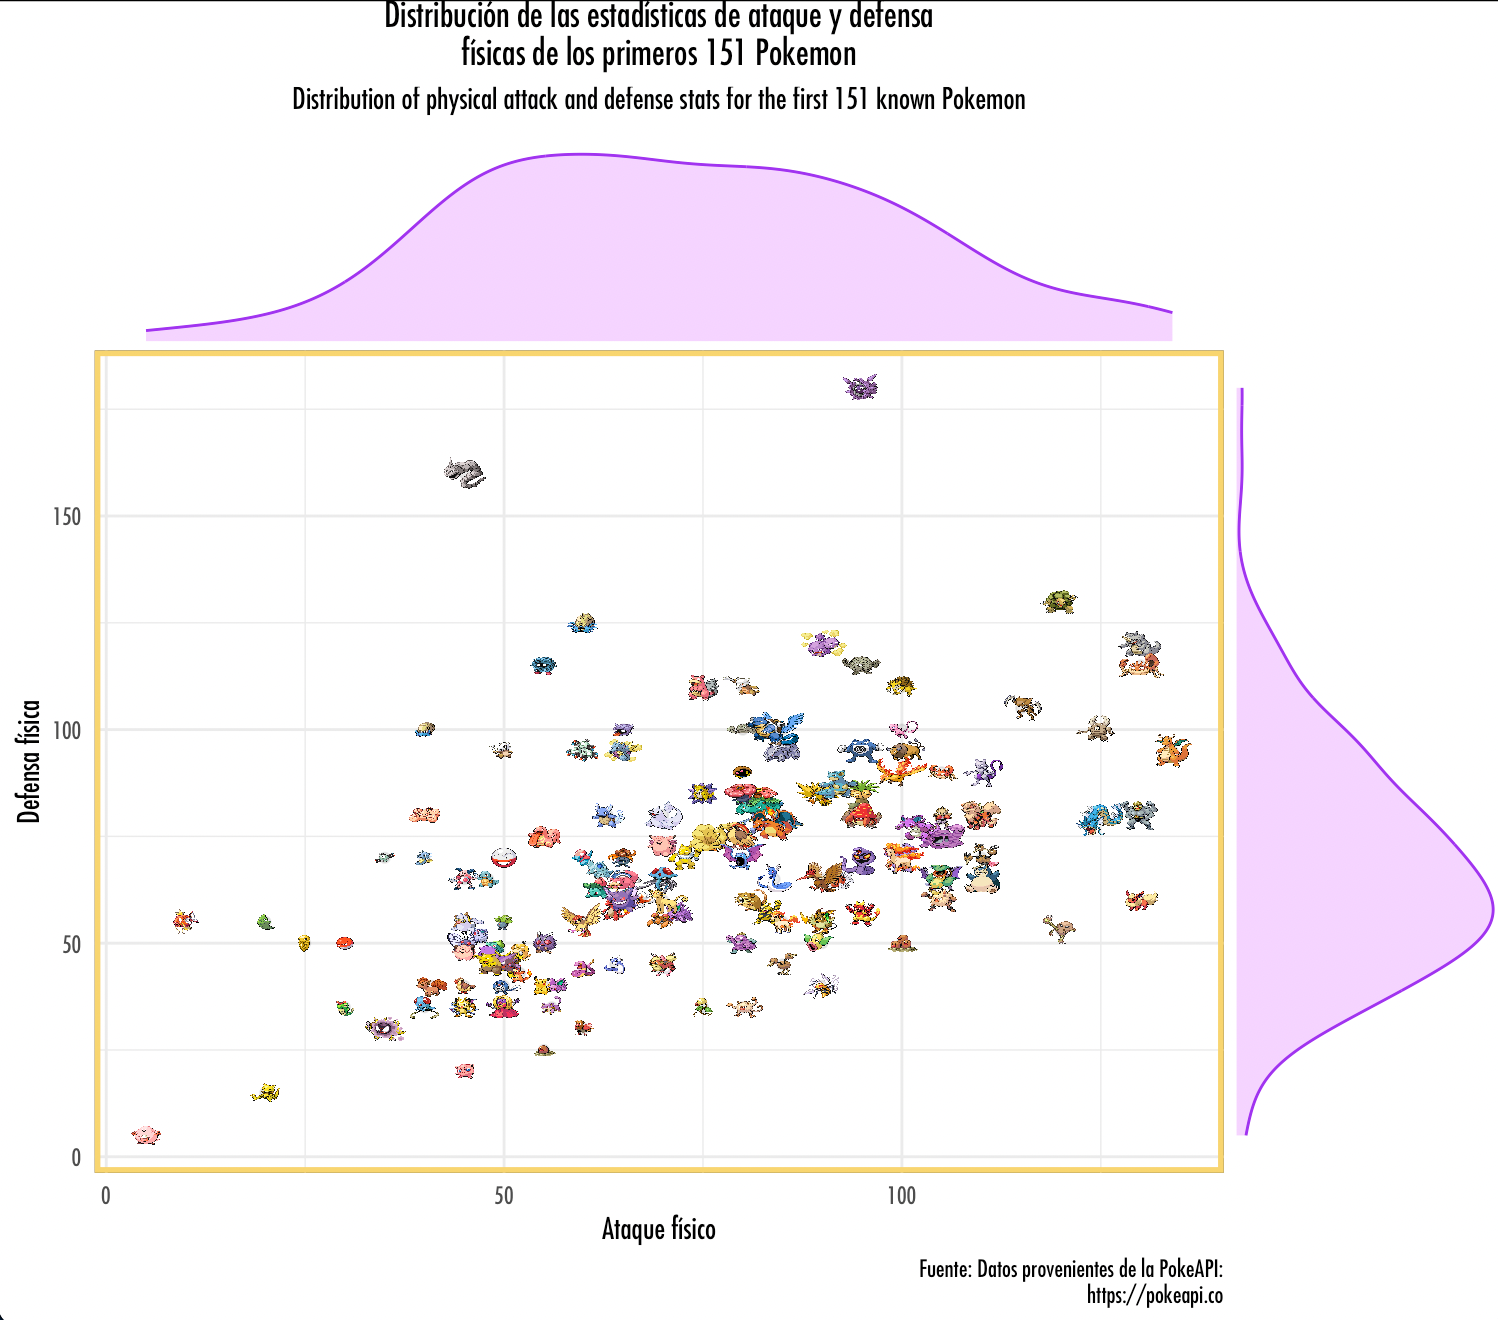 Distribución de las estadísticas de ataque y defensa
físicas de los primeros 151 Pokemon
Distribution of physical attack and defense stats for the first 151 known Pokemon
150
100
50
0
Defensa física
0
50
100
Ataque físico
Fuente: Datos provenientes de la PokeAPI:
https://pokeapi.co